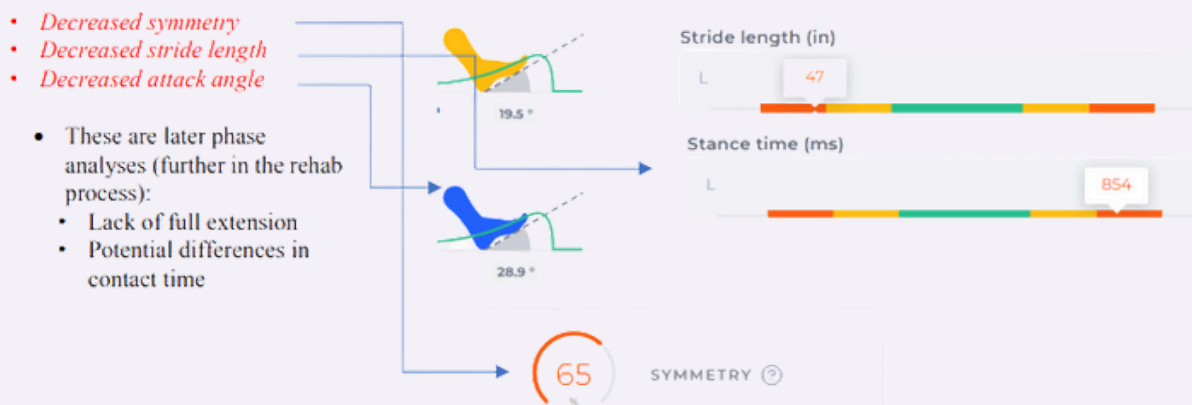 • Decreased symmetry
• Decreased stride length
• Decreased attack angle
• These are later phase
analyses (further in the rehab
process):
• Lack of full extension
• Potential differences in
contact time
19.5 °
28.9 °
Stride length (in)
L
47
Stance time (ms)
L
854
65
%
SYMMETRY ?